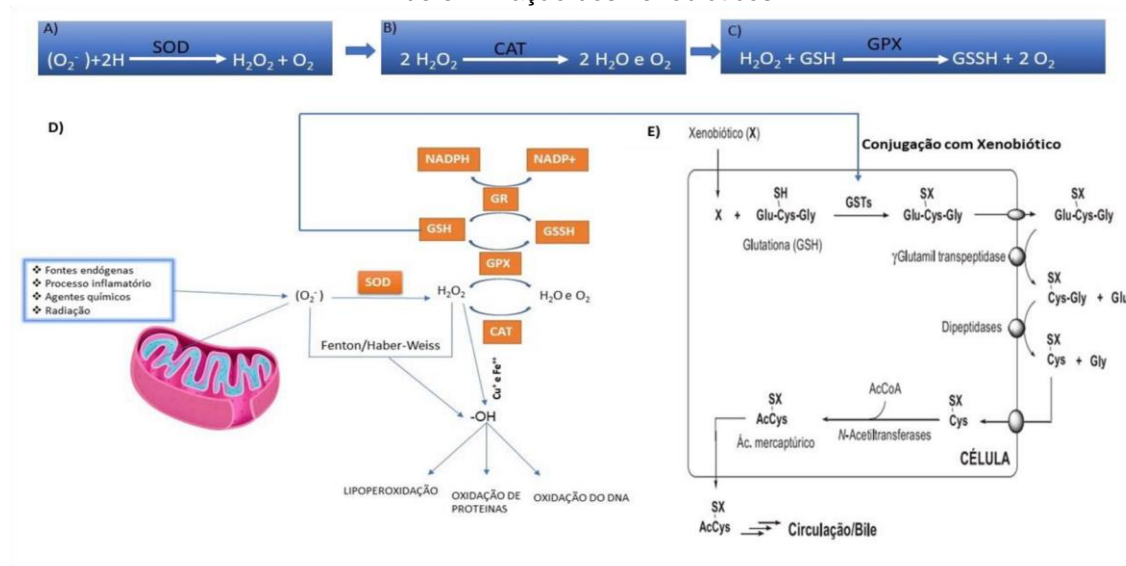 A)
(O₂⁻)+2H SOD H₂O₂ + O₂
B)
2 H₂O₂ CAT 2 H₂O e O₂
C)
H₂O₂ + GSH GPX GSSH + 2 O₂
D)
NADPH NADP+
GR
GSH GSSH
GPX
❖ Fontes endógenas
❖ Processo inflamatório
❖ Agentes químicos
❖ Radiação
(O₂⁻) SOD H₂O₂ H₂O e O₂
CAT
Fenton/Haber-Weiss
-OH
LIPOPEROXIDAÇÃO
OXIDAÇÃO DE
PROTEINAS
OXIDAÇÃO DO DNA
E)
Xenobiótico (X)
Conjugação com Xenobiótico
SH SX SX
X + Glu-Cys-Gly GSTs Glu-Cys-Gly Glu-Cys-Gly
Glutationa (GSH)
γGlutamil transpeptidase
SX
Cys-Gly + Glu
Dipeptidases
SX
Cys + Gly
AcCoA
SX SX
AcCys Cys
Ác. mercaptúrico N-Acetiltransferases
CÉLULA
SX
AcCys Circulação/Bile